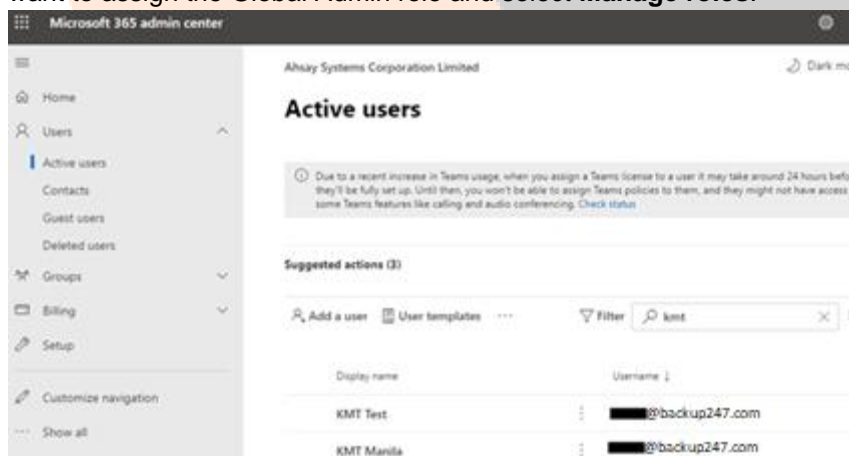 want to assign the Global Admin role and select Manage roles.
Microsoft 365 admin center
Home
Users
Active users
Contacts
Guest users
Deleted users
Groups
Billing
Setup
Customize navigation
Show all
Ahsay Systems Corporation Limited
Dark mo
Active users
Due to a recent increase in Teams usage, when you assign a Teams license to a user it may take around 24 hours befo
they'll be fully set up. Until then, you won't be able to assign Teams policies to them, and they might not have access
some Teams features like calling and audio conferencing. Check status
Suggested actions (3)
Add a user User templates ··· Filter kmt
Display name Username ↓
KMT Test @backup247.com
KMT Manila @backup247.com